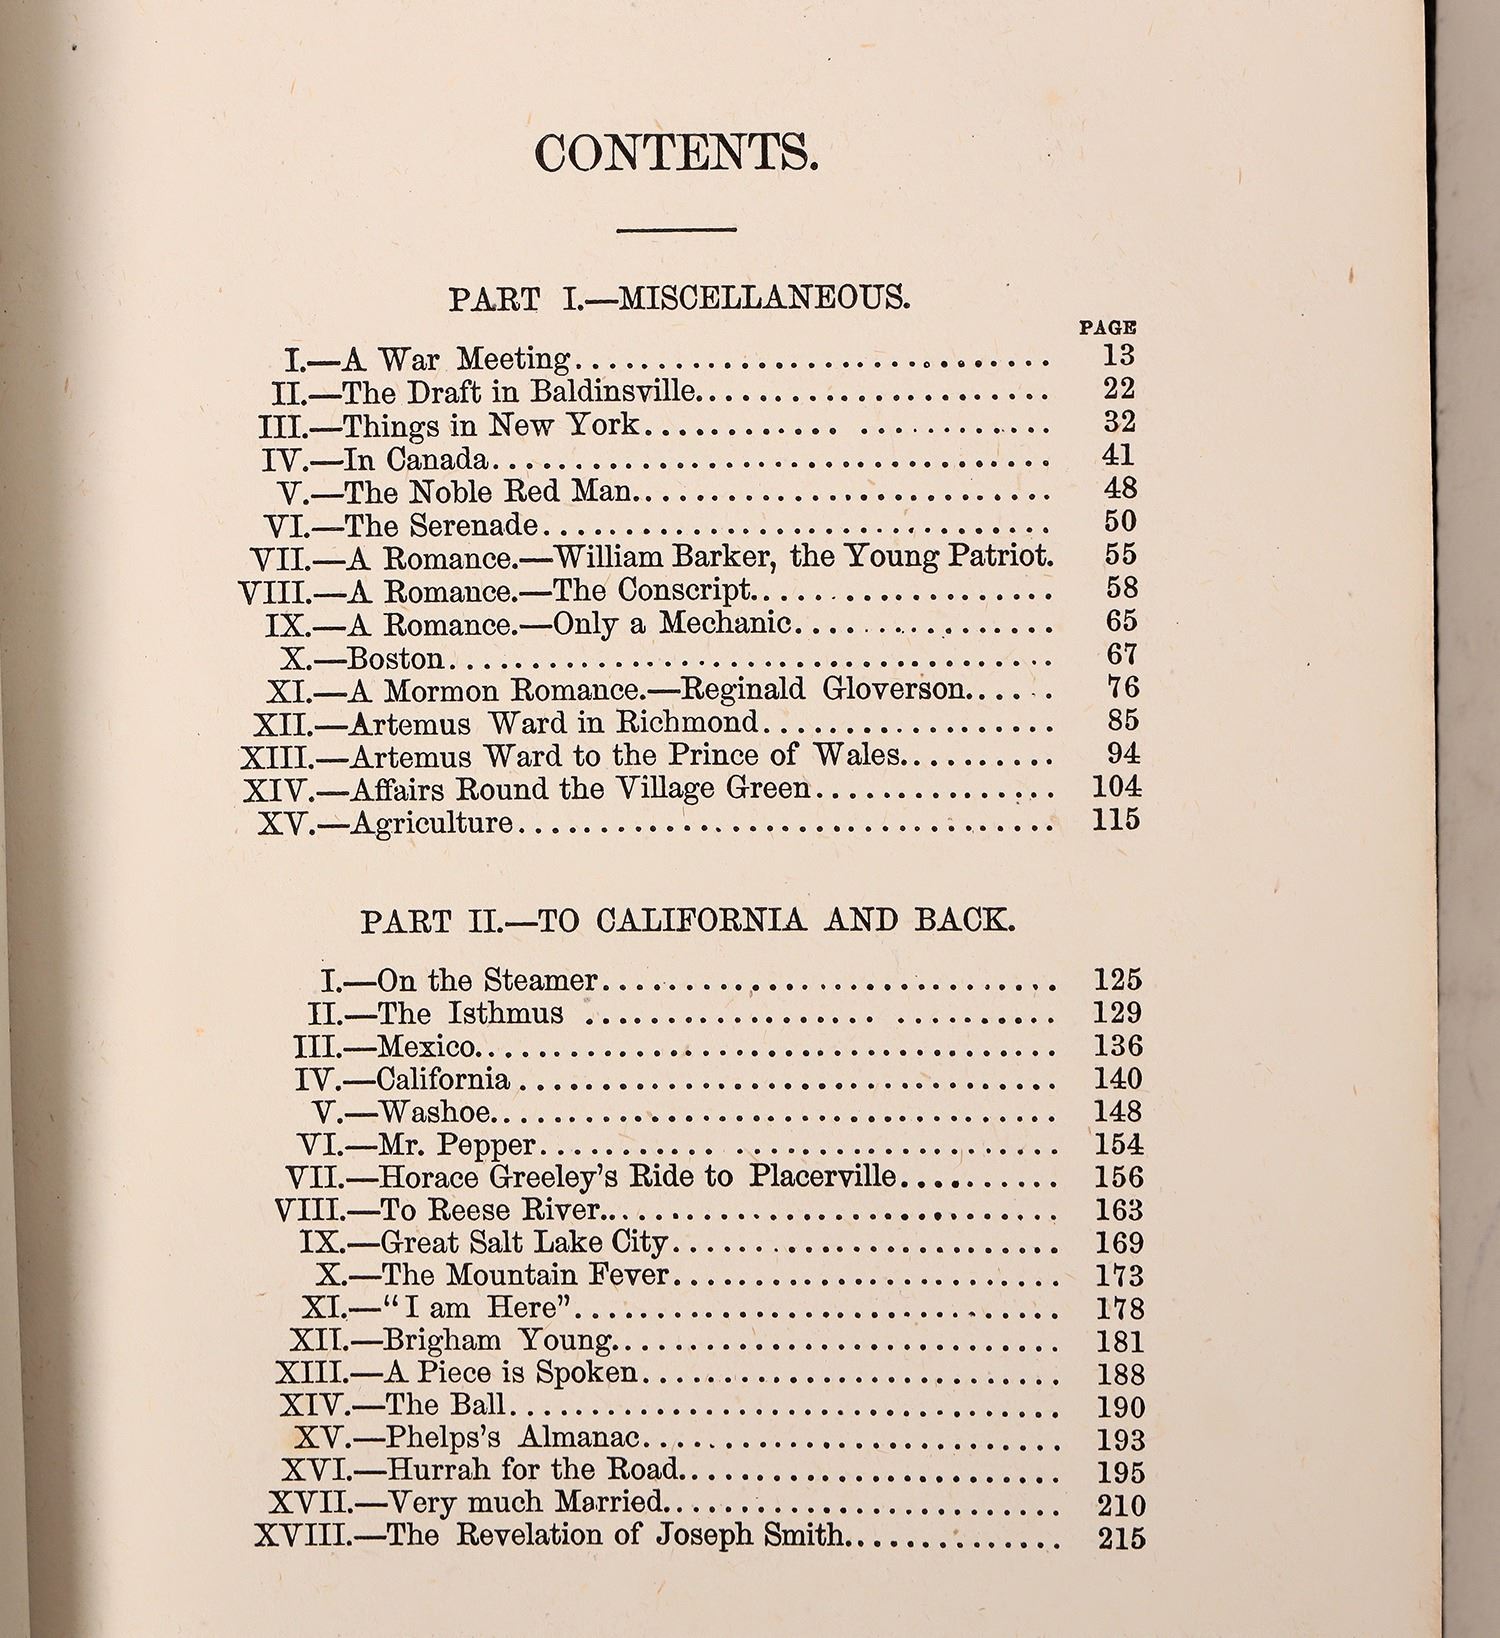 CONTENTS.
PART I.—MISCELLANEOUS.
PAGE
I.—A War Meeting.............................. 13
II.—The Draft in Baldinsville...................... 22
III.—Things in New York............ ............ 32
IV.—In Canada................................... 41
V.—The Noble Red Man.......................... 48
VI.—The Serenade................................ 50
VII.—A Romance.—William Barker, the Young Patriot. 55
VIII.—A Romance.—The Conscript................... 58
IX.—A Romance.—Only a Mechanic................ 65
X.—Boston...................................... 67
XI.—A Mormon Romance.—Reginald Gloverson...... 76
XII.—Artemus Ward in Richmond.................. 85
XIII.—Artemus Ward to the Prince of Wales.......... 94
XIV.—Affairs Round the Village Green............... 104
XV.—Agriculture.................................. 115
PART II.—TO CALIFORNIA AND BACK.
I.—On the Steamer............................. 125
II.—The Isthmus .................. .......... 129
III.—Mexico.................................... 136
IV.—California .................................. 140
V.—Washoe.................................... 148
VI.—Mr. Pepper........... .................... 154
VII.—Horace Greeley's Ride to Placerville.......... 156
VIII.—To Reese River............................. 163
IX.—Great Salt Lake City........................ 169
X.—The Mountain Fever........................ 173
XI.—“I am Here”............................... 178
XII.—Brigham Young............................ 181
XIII.—A Piece is Spoken.......................... 188
XIV.—The Ball................................... 190
XV.—Phelps's Almanac.......................... 193
XVI.—Hurrah for the Road........................ 195
XVII.—Very much Married......................... 210
XVIII.—The Revelation of Joseph Smith.............. 215